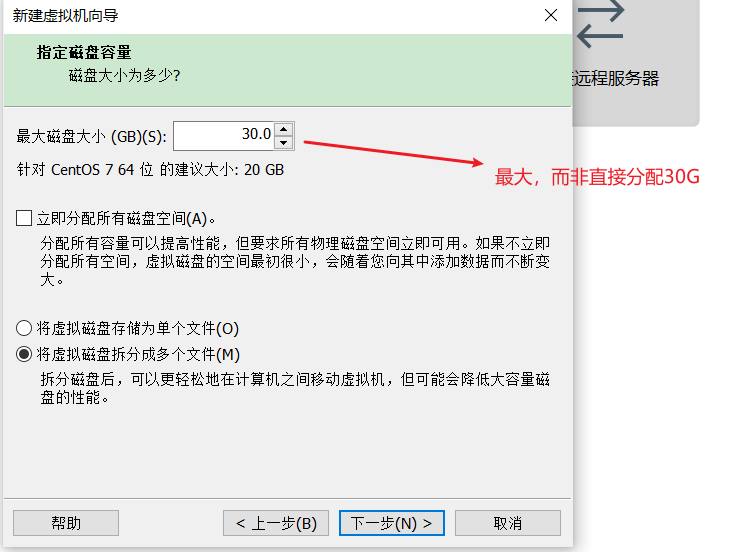 新建虚拟机向导
指定磁盘容量
磁盘大小为多少?
远程服务器
最大磁盘大小 (GB)(S): 30.0
针对 CentOS 7 64 位 的建议大小: 20 GB
最大，而非直接分配30G
立即分配所有磁盘空间(A)。
分配所有容量可以提高性能，但要求所有物理磁盘空间立即可用。如果不立即
分配所有空间，虚拟磁盘的空间最初很小，会随着您向其中添加数据而不断变
大。
将虚拟磁盘存储为单个文件(O)
将虚拟磁盘拆分成多个文件(M)
拆分磁盘后，可以更轻松地在计算机之间移动虚拟机，但可能会降低大容量磁
盘的性能。
帮助 < 上一步(B) 下一步(N) > 取消